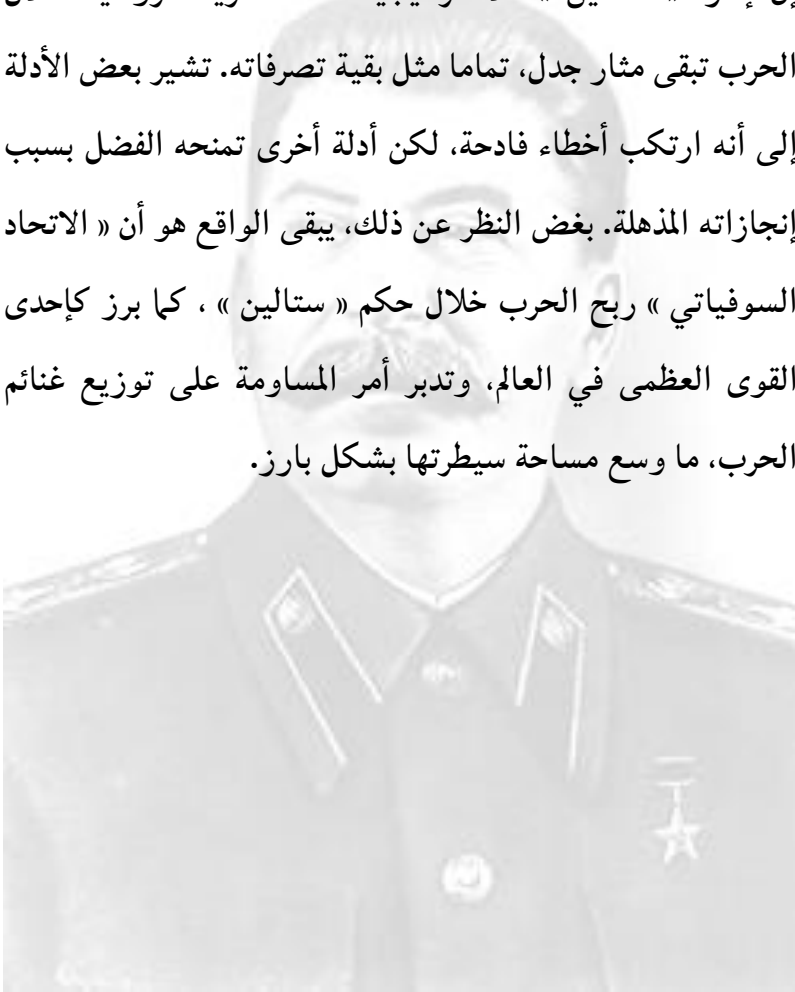 الحرب تبقى مثار جدل، تماما مثل بقية تصرفاته. تشير بعض الأدلة
إلى أنه ارتكب أخطاء فادحة، لكن أدلة أخرى تمنحه الفضل بسبب
إنجازاته المذهلة. بغض النظر عن ذلك، يبقى الواقع هو أن « الاتحاد
السوفياتي » ربح الحرب خلال حكم « ستالين » ، كما برز كإحدى
القوى العظمى في العالم، وتدبر أمر المساومة على توزيع غنائم
الحرب، ما وسع مساحة سيطرتها بشكل بارز.